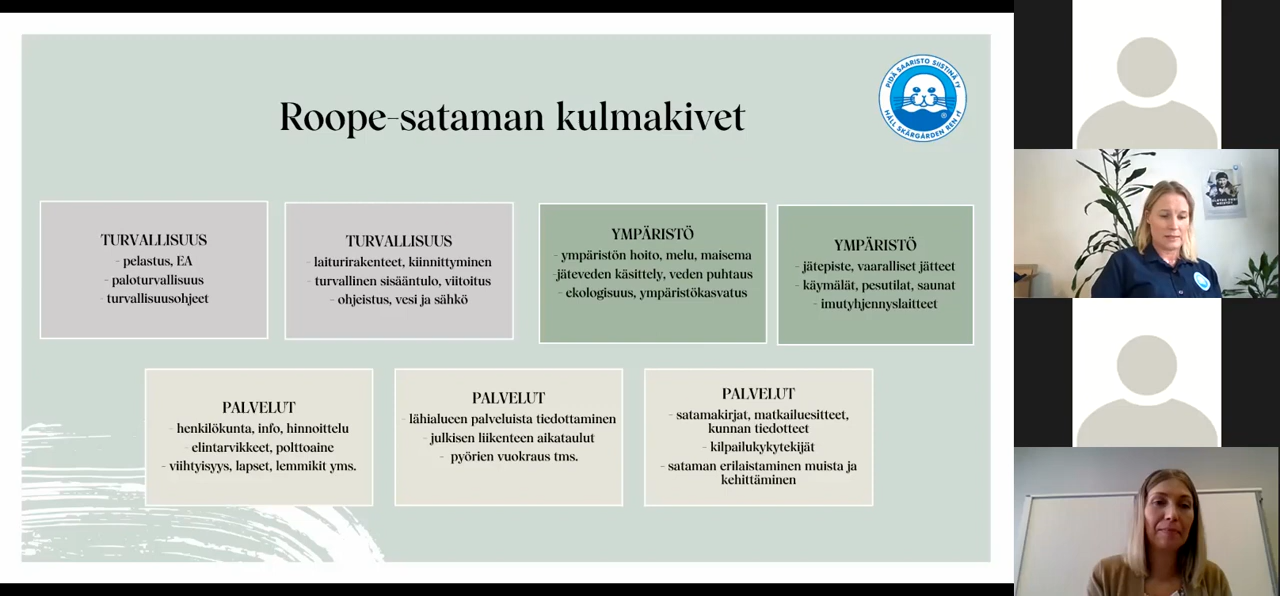 Roope-sataman kulmakivet
PIDÄ SAARISTO SIISTINÄ ry
HÅLL SKÄRGÅRDEN REN rf
®
TURVALLISUUS
- pelastus, EA
- paloturvallisuus
- turvallisuusohjeet
TURVALLISUUS
- laiturirakenteet, kiinnittyminen
- turvallinen sisääntulo, viitoitus
- ohjeistus, vesi ja sähkö
YMPÄRISTÖ
- ympäristön hoito, melu, maisema
-jäteveden käsittely, veden puhtaus
- ekologisuus, ympäristökasvatus
YMPÄRISTÖ
- jätepiste, vaaralliset jätteet
- käymälät, pesutilat, saunat
- imutyhjennyslaitteet
PALVELUT
- henkilökunta, info, hinnoittelu
- elintarvikkeet, polttoaine
- viihtyisyys, lapset, lemmikit yms.
PALVELUT
- lähialueen palveluista tiedottaminen
- julkisen liikenteen aikataulut
- pyörien vuokraus tms.
PALVELUT
- satamakirjat, matkailuesitteet,
kunnan tiedotteet
- kilpailukykytekijät
- sataman erilaistaminen muista ja
kehittäminen